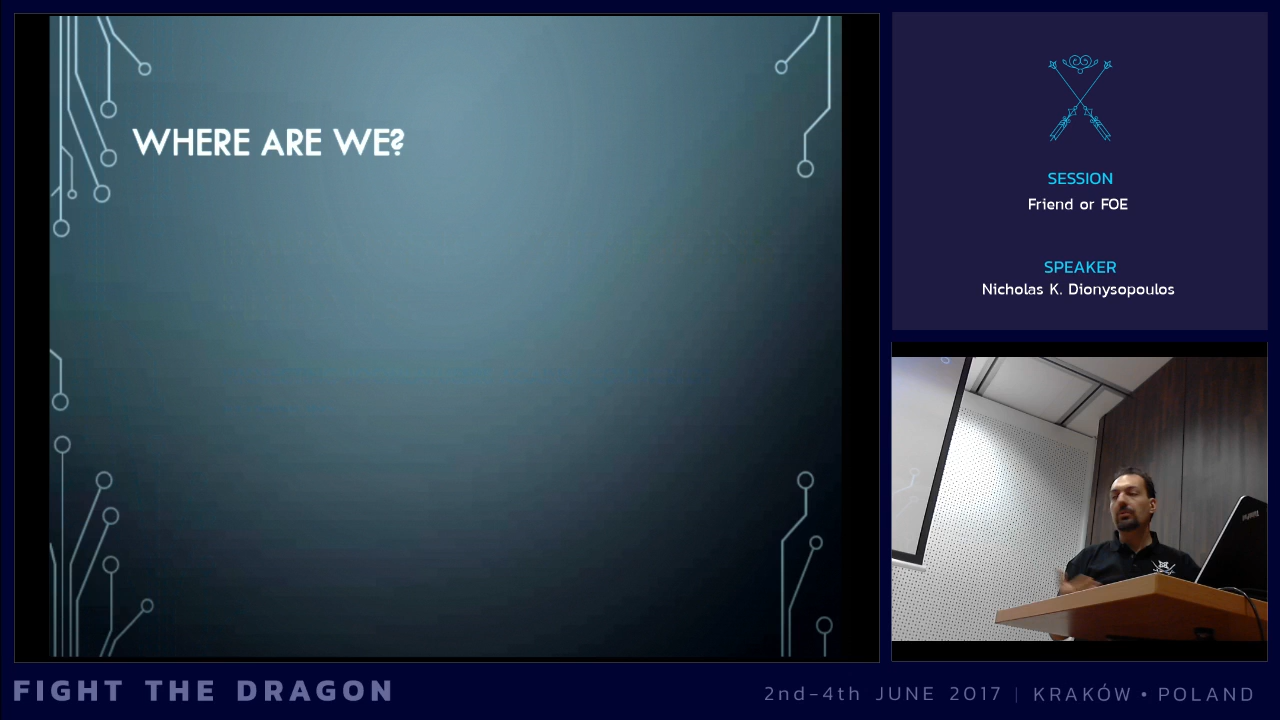 WHERE ARE WE?
SESSION
Friend or FOE
SPEAKER
Nicholas K. Dionysopoulos
FIGHT THE DRAGON
2nd-4th JUNE 2017 | KRAKÓW • POLAND